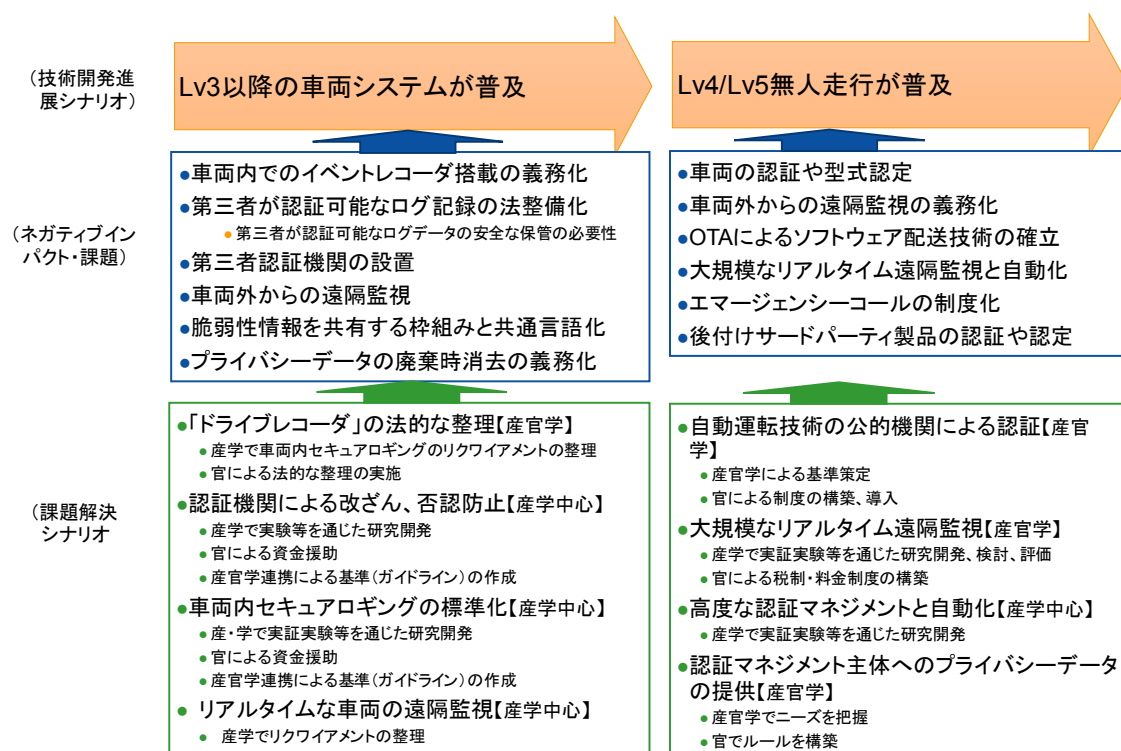 (技術開発進
展シナリオ)
Lv3以降の車両システムが普及
Lv4/Lv5無人走行が普及
(ネガティブイン
パクト・課題)
●車両内でのイベントレコーダ搭載の義務化
●第三者が認証可能なログ記録の法整備化
●第三者が認証可能なログデータの安全な保管の必要性
●第三者認証機関の設置
●車両外からの遠隔監視
●脆弱性情報を共有する枠組みと共通言語化
●プライバシーデータの廃棄時消去の義務化
●車両の認証や型式認定
●車両外からの遠隔監視の義務化
●OTAによるソフトウェア配送技術の確立
●大規模なリアルタイム遠隔監視と自動化
●エマージェンシーコールの制度化
●後付けサードパーティ製品の認証や認定
(課題解決
シナリオ
●「ドライブレコーダ」の法的な整理【産官学】
●産学で車両内セキュアロギングのリクワイアメントの整理
●官による法的な整理の実施
●認証機関による改ざん、否認防止【産学中心】
●産学で実験等を通じた研究開発
●官による資金援助
●産官学連携による基準(ガイドライン)の作成
●車両内セキュアロギングの標準化【産学中心】
●産・学で実証実験等を通じた研究開発
●官による資金援助
●産官学連携による基準(ガイドライン)の作成
● リアルタイムな車両の遠隔監視【産学中心】
● 産学でリクワイアメントの整理
●自動運転技術の公的機関による認証【産官
学】
●産官学による基準策定
●官による制度の構築、導入
●大規模なリアルタイム遠隔監視【産官学】
●産学で実証実験等を通じた研究開発、検討、評価
●官による税制・料金制度の構築
●高度な認証マネジメントと自動化【産学中心】
●産学で実証実験等を通じた研究開発
●認証マネジメント主体へのプライバシーデータ
の提供【産官学】
●産官学でニーズを把握
●官でルールを構築